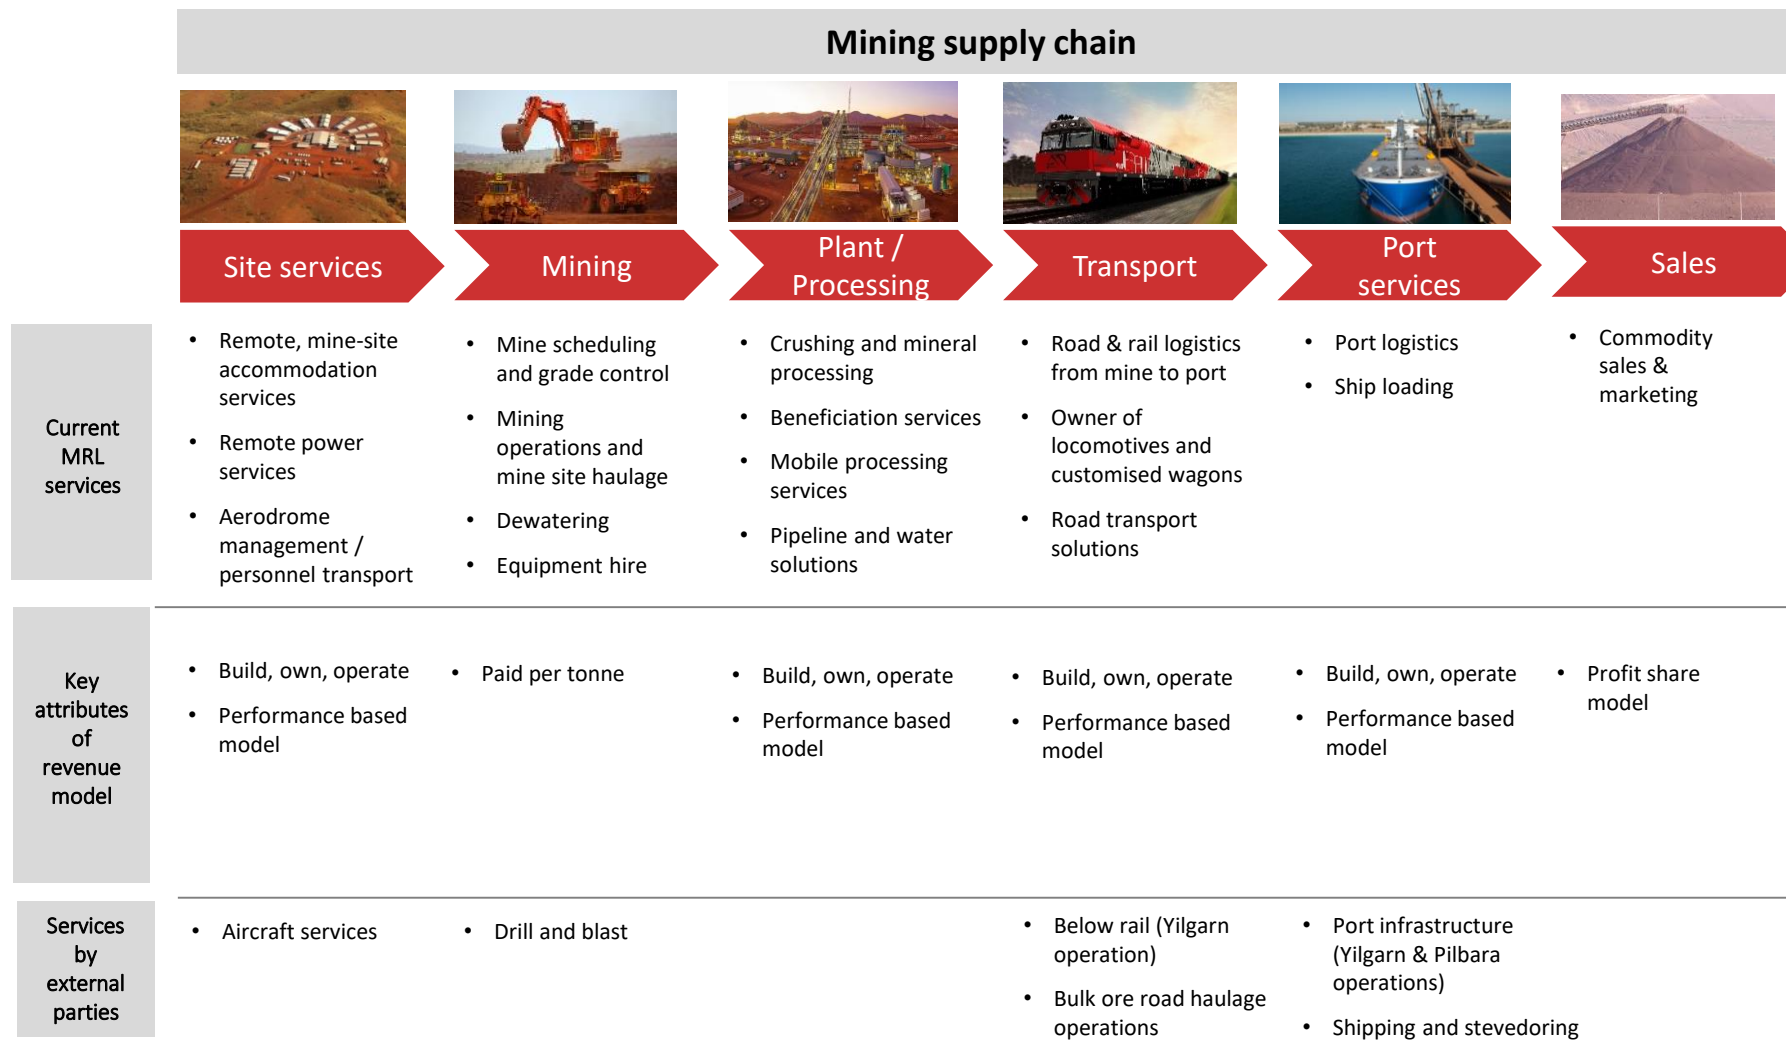 Mining supply chain
Site services
Mining
Plant /
Processing
Transport
Port
services
Sales
Current
MRL
services
• Remote, mine-site
accommodation
services
• Remote power
services
• Aerodrome
management /
personnel transport
• Mine scheduling
and grade control
• Mining
operations and
mine site haulage
• Dewatering
• Equipment hire
• Crushing and mineral
processing
• Beneficiation services
• Mobile processing
services
• Pipeline and water
solutions
• Road & rail logistics
from mine to port
• Owner of
locomotives and
customised wagons
• Road transport
solutions
• Port logistics
• Ship loading
• Commodity
sales &
marketing
Key
attributes
of
revenue
model
• Build, own, operate
• Performance based
model
• Paid per tonne
• Build, own, operate
• Performance based
model
• Build, own, operate
• Performance based
model
• Build, own, operate
• Performance based
model
• Profit share
model
Services
by
external
parties
• Aircraft services
• Drill and blast
• Below rail (Yilgarn
operation)
• Bulk ore road haulage
operations
• Port infrastructure
(Yilgarn & Pilbara
operations)
• Shipping and stevedoring